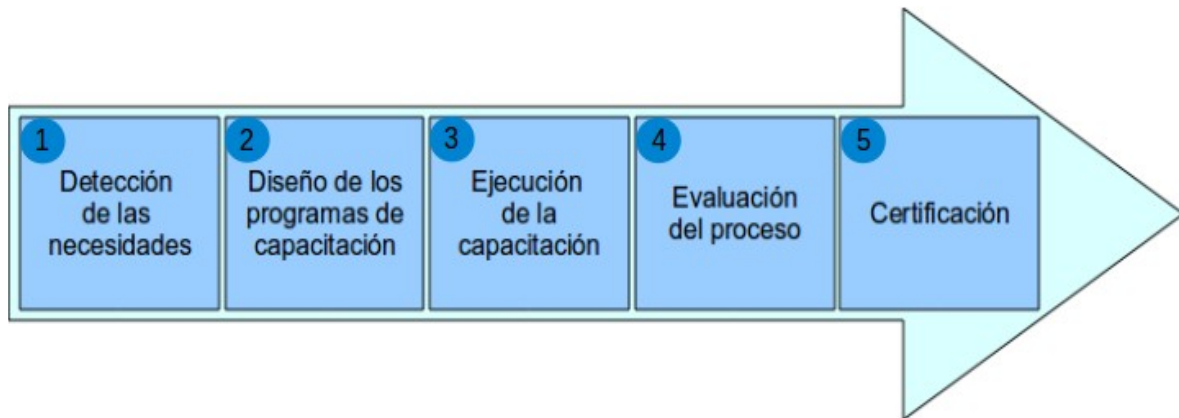 1
Detección
de las
necesidades
2
Diseño de los
programas de
capacitación
3
Ejecución
de la
capacitación
4
Evaluación
del proceso
5
Certificación